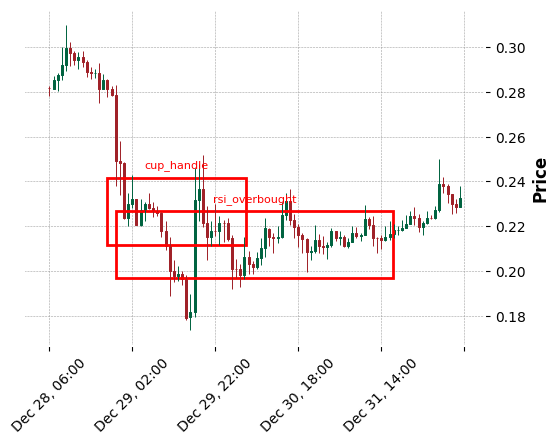 0.30
0.28
0.26
cup_handle
0.24
rsi_overbought
0.22
0.20
0.18
Price
Dec 28, 06:00
Dec 29, 02:00
Dec 29, 22:00
Dec 30, 18:00
Dec 31, 14:00